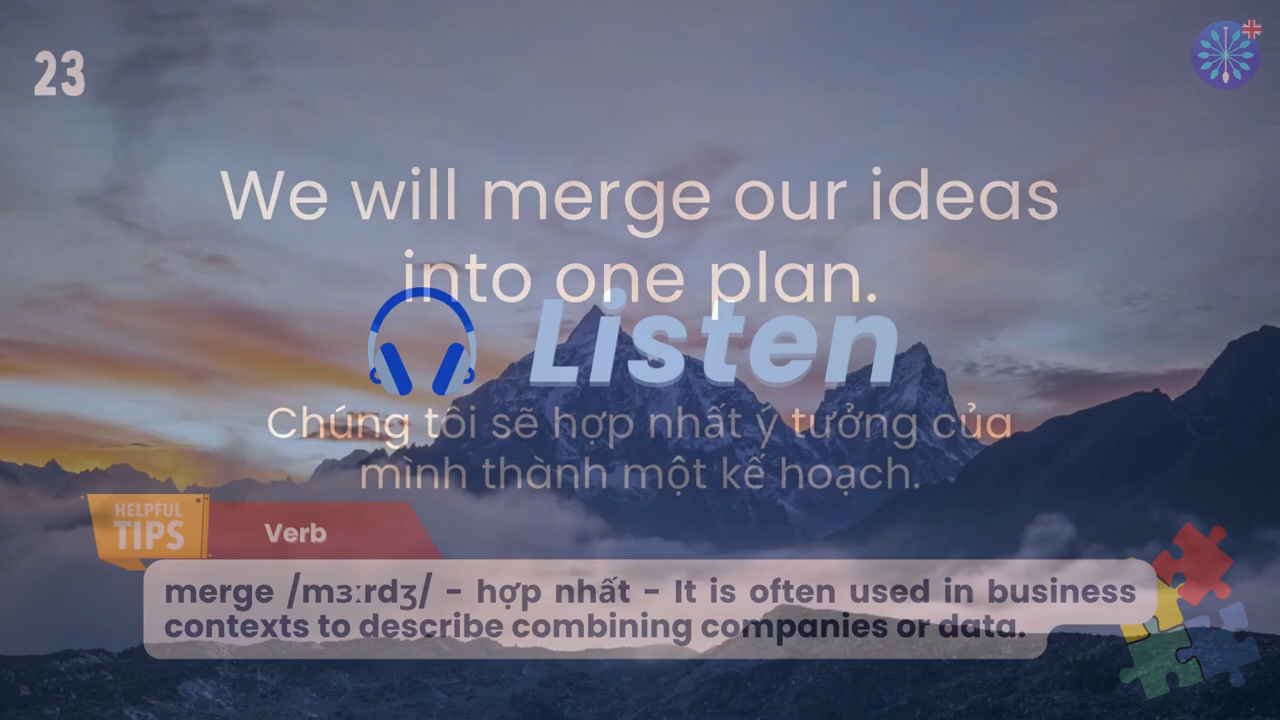 23
We will merge our ideas
into one plan.
Listen
Chúng tôi sẽ hợp nhất ý tưởng của
mình thành một kế hoạch.
HELPFUL
TIPS
Verb
merge /mɜːrdʒ/ - hợp nhất - It is often used in business
contexts to describe combining companies or data.